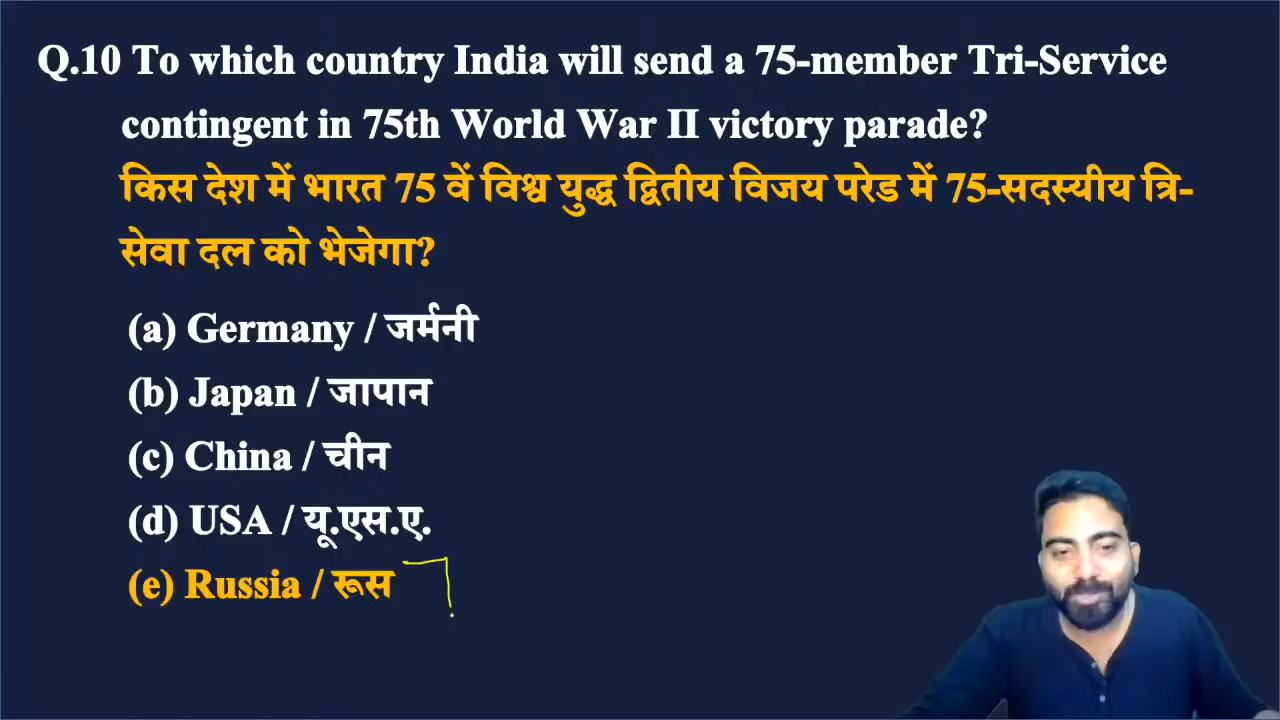 Q.10 To which country India will send a 75-member Tri-Service
contingent in 75th World War II victory parade?
किस देश में भारत 75 वें विश्व युद्ध द्वितीय विजय परेड में 75-सदस्यीय त्रि-
सेवा दल को भेजेगा?
(a) Germany / जर्मनी
(b) Japan / जापान
(c) China / चीन
(d) USA / यू.एस.ए.
(e) Russia / रूस